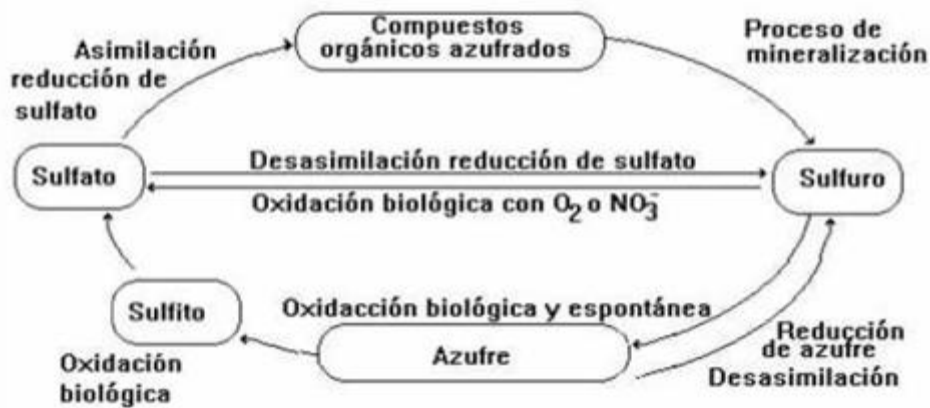 Compuestos
orgánicos azufrados
Asimilación
reducción de
sulfato
Proceso de
mineralización
Sulfato
Desasimilación reducción de sulfato
Oxidación biológica con O₂ o NO₃⁻
Sulfuro
Sulfito
Oxidacción biológica y espontánea
Azufre
Oxidación
biológica
Reducción
de azufre
Desasimilación